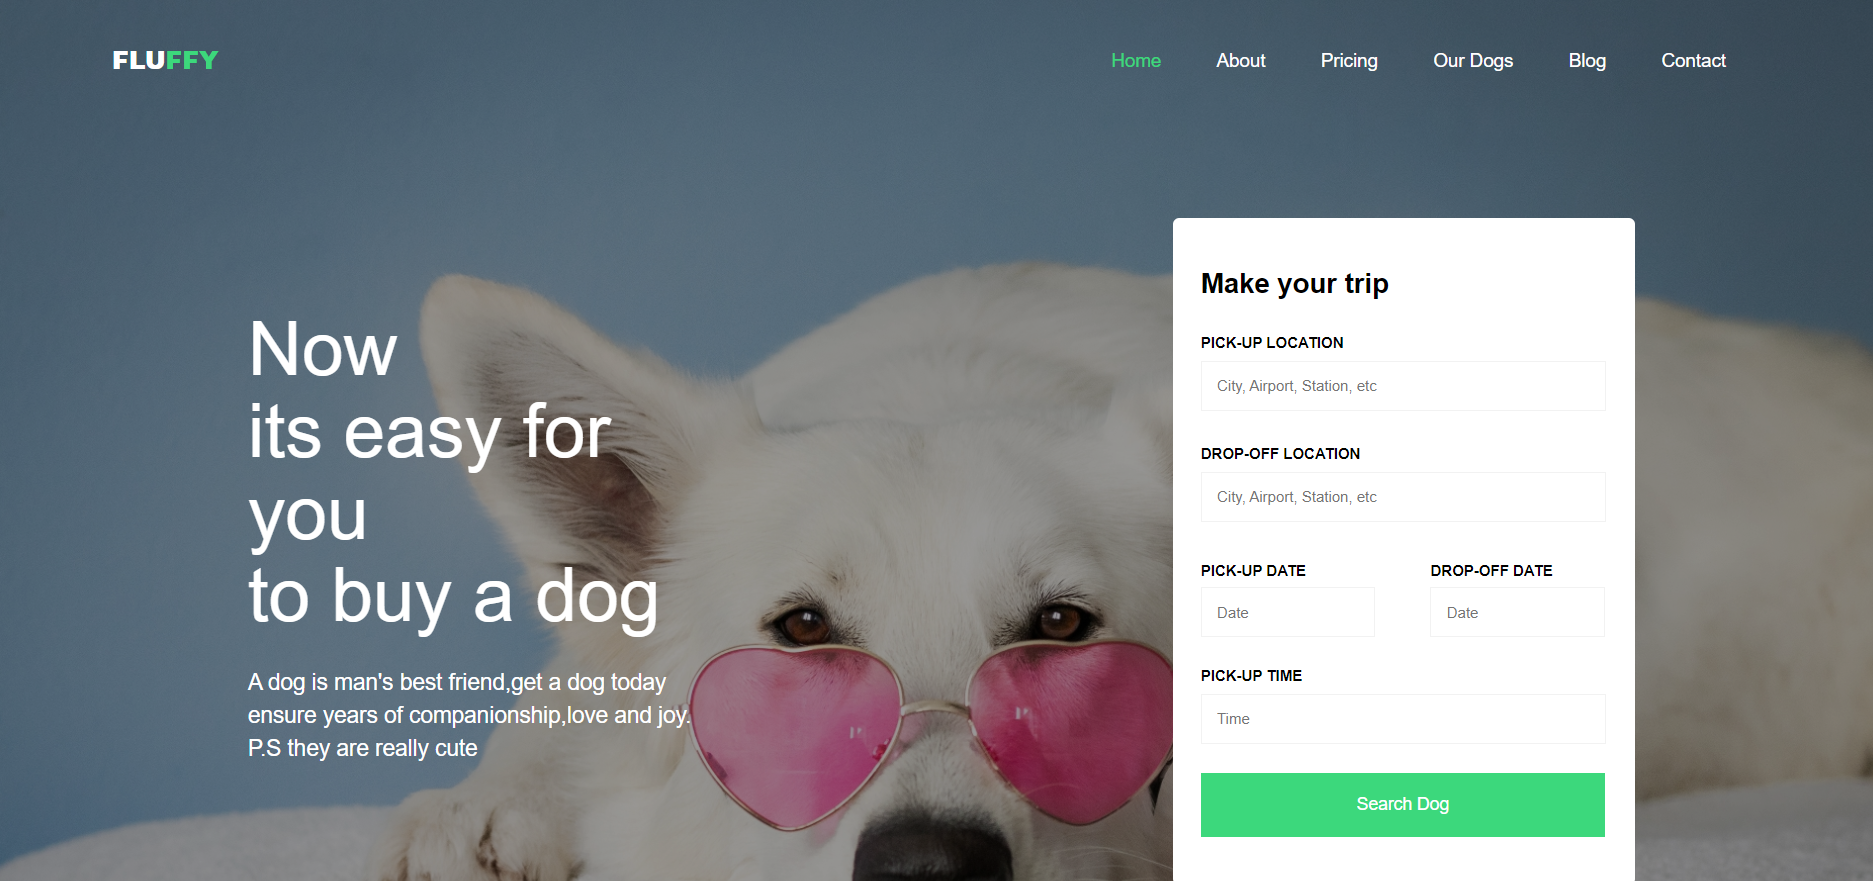 FLUFFY
Home About Pricing Our Dogs Blog Contact
Now
its easy for
you
to buy a dog
A dog is man's best friend,get a dog today
ensure years of companionship,love and joy.
P.S they are really cute
Make your trip
PICK-UP LOCATION
City, Airport, Station, etc
DROP-OFF LOCATION
City, Airport, Station, etc
PICK-UP DATE DROP-OFF DATE
Date Date
PICK-UP TIME
Time
Search Dog